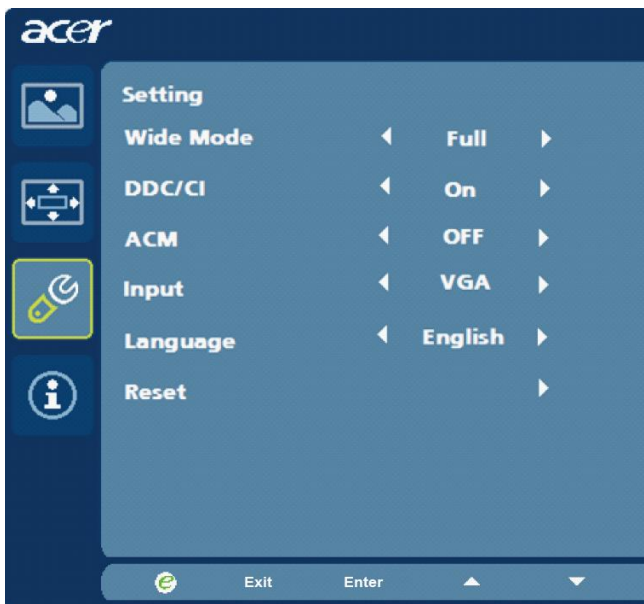 acer
Setting
Wide Mode Full
DDC/CI On
ACM OFF
Input VGA
Language English
Reset
e Exit Enter